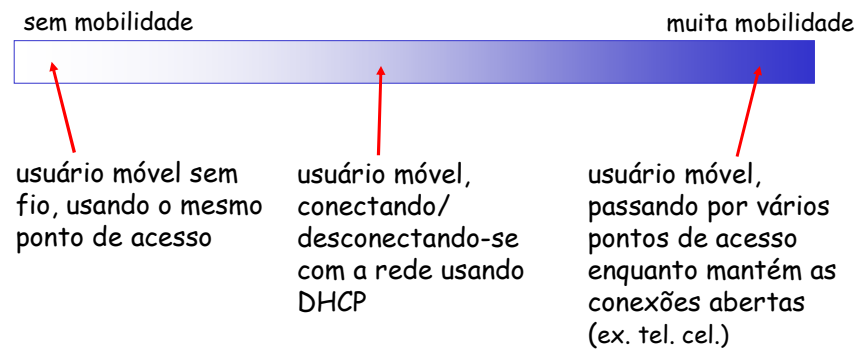 sem mobilidade
muita mobilidade
usuário móvel sem
fio, usando o mesmo
ponto de acesso
usuário móvel,
conectando/
desconectando-se
com a rede usando
DHCP
usuário móvel,
passando por vários
pontos de acesso
enquanto mantém as
conexões abertas
(ex. tel. cel.)